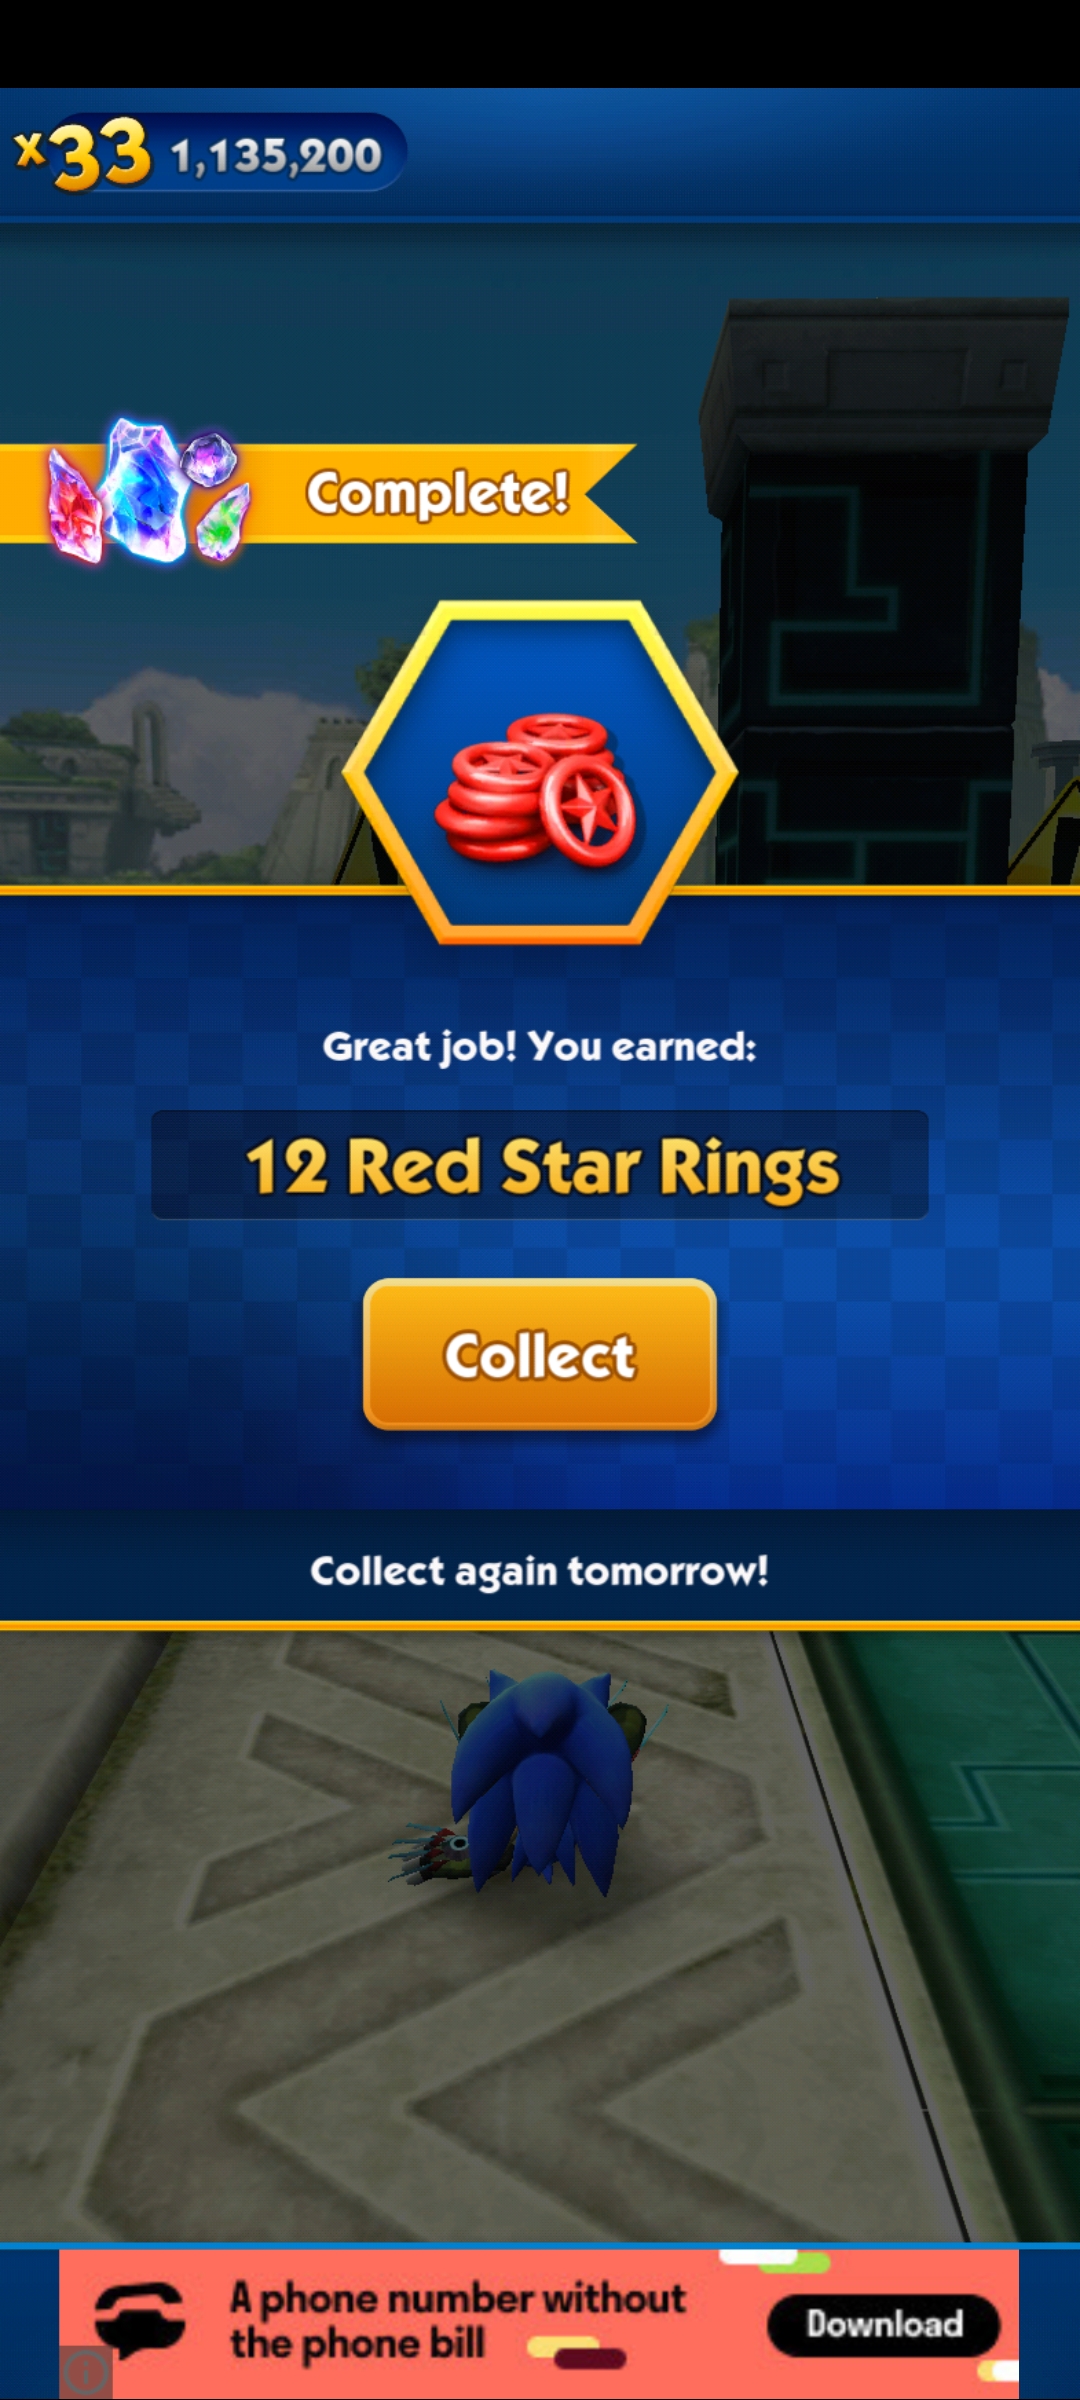 x33 1,135,200
Complete!
Great job! You earned:
12 Red Star Rings
Collect
Collect again tomorrow!
A phone number without
the phone bill
Download